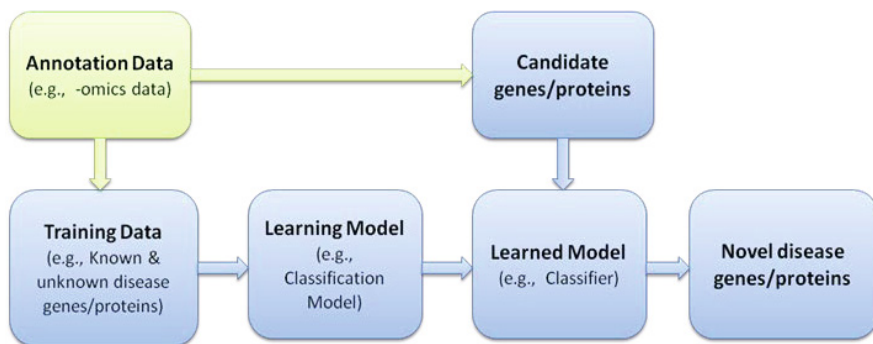 Annotation Data
(e.g., -omics data)
Candidate
genes/proteins
Training Data
(e.g., Known &
unknown disease
genes/proteins)
Learning Model
(e.g.,
Classification
Model)
Learned Model
(e.g., Classifier)
Novel disease
genes/proteins